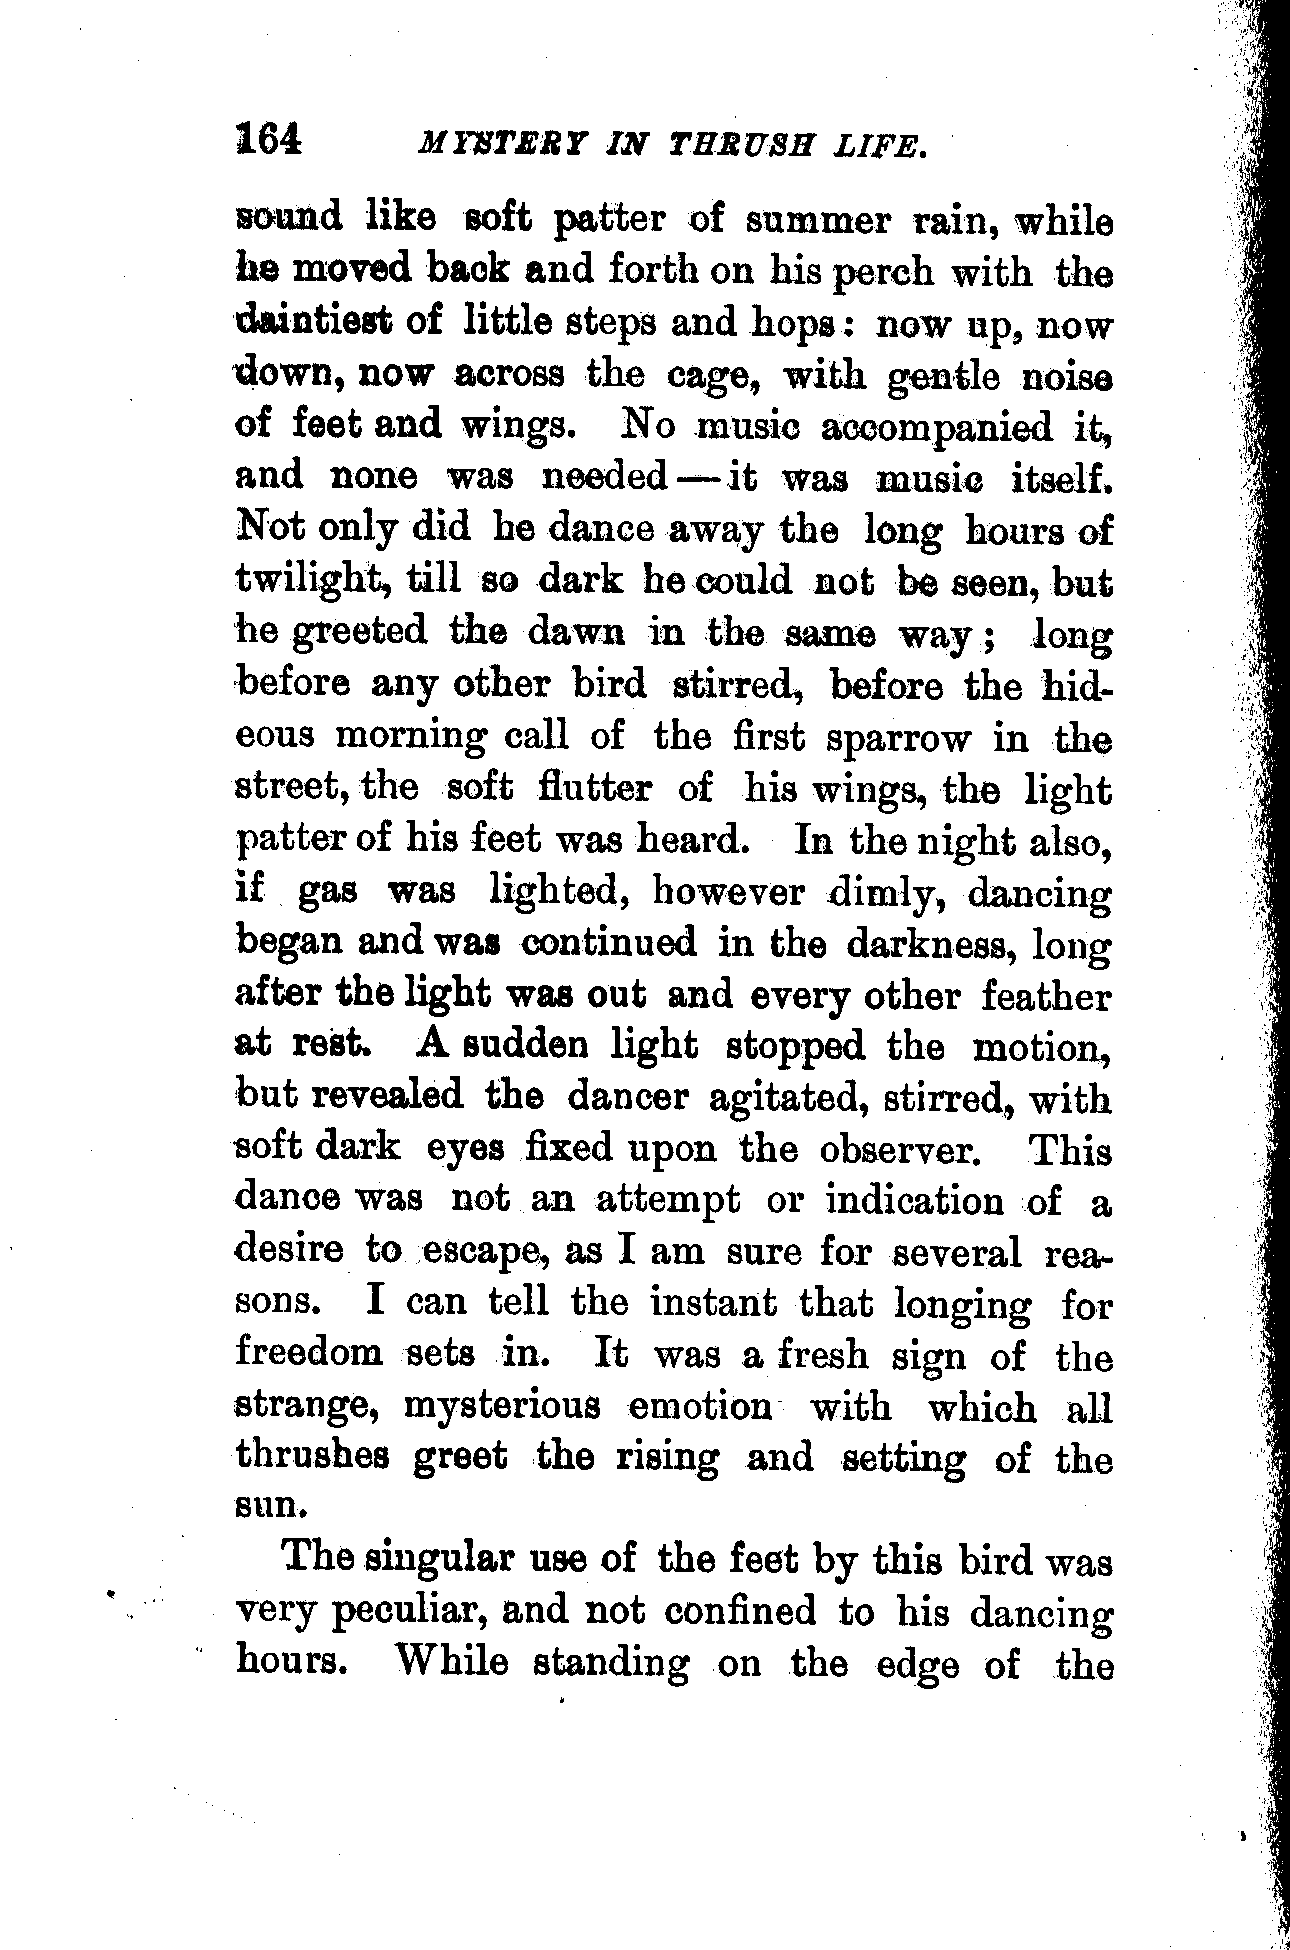 164 MYSTERY IN THRUSH LIFE.
sound like soft patter of summer rain, while
he moved back and forth on his perch with the
daintiest of little steps and hops: now up, now
down, now across the cage, with gentle noise
of feet and wings. No music accompanied it,
and none was needed—it was music itself.
Not only did he dance away the long hours of
twilight, till so dark he could not be seen, but
he greeted the dawn in the same way; long
before any other bird stirred, before the hid-
eous morning call of the first sparrow in the
street, the soft flutter of his wings, the light
patter of his feet was heard. In the night also,
if gas was lighted, however dimly, dancing
began and was continued in the darkness, long
after the light was out and every other feather
at rest. A sudden light stopped the motion,
but revealed the dancer agitated, stirred, with
soft dark eyes fixed upon the observer. This
dance was not an attempt or indication of a
desire to escape, as I am sure for several rea-
sons. I can tell the instant that longing for
freedom sets in. It was a fresh sign of the
strange, mysterious emotion with which all
thrushes greet the rising and setting of the
sun.
The singular use of the feet by this bird was
very peculiar, and not confined to his dancing
hours. While standing on the edge of the